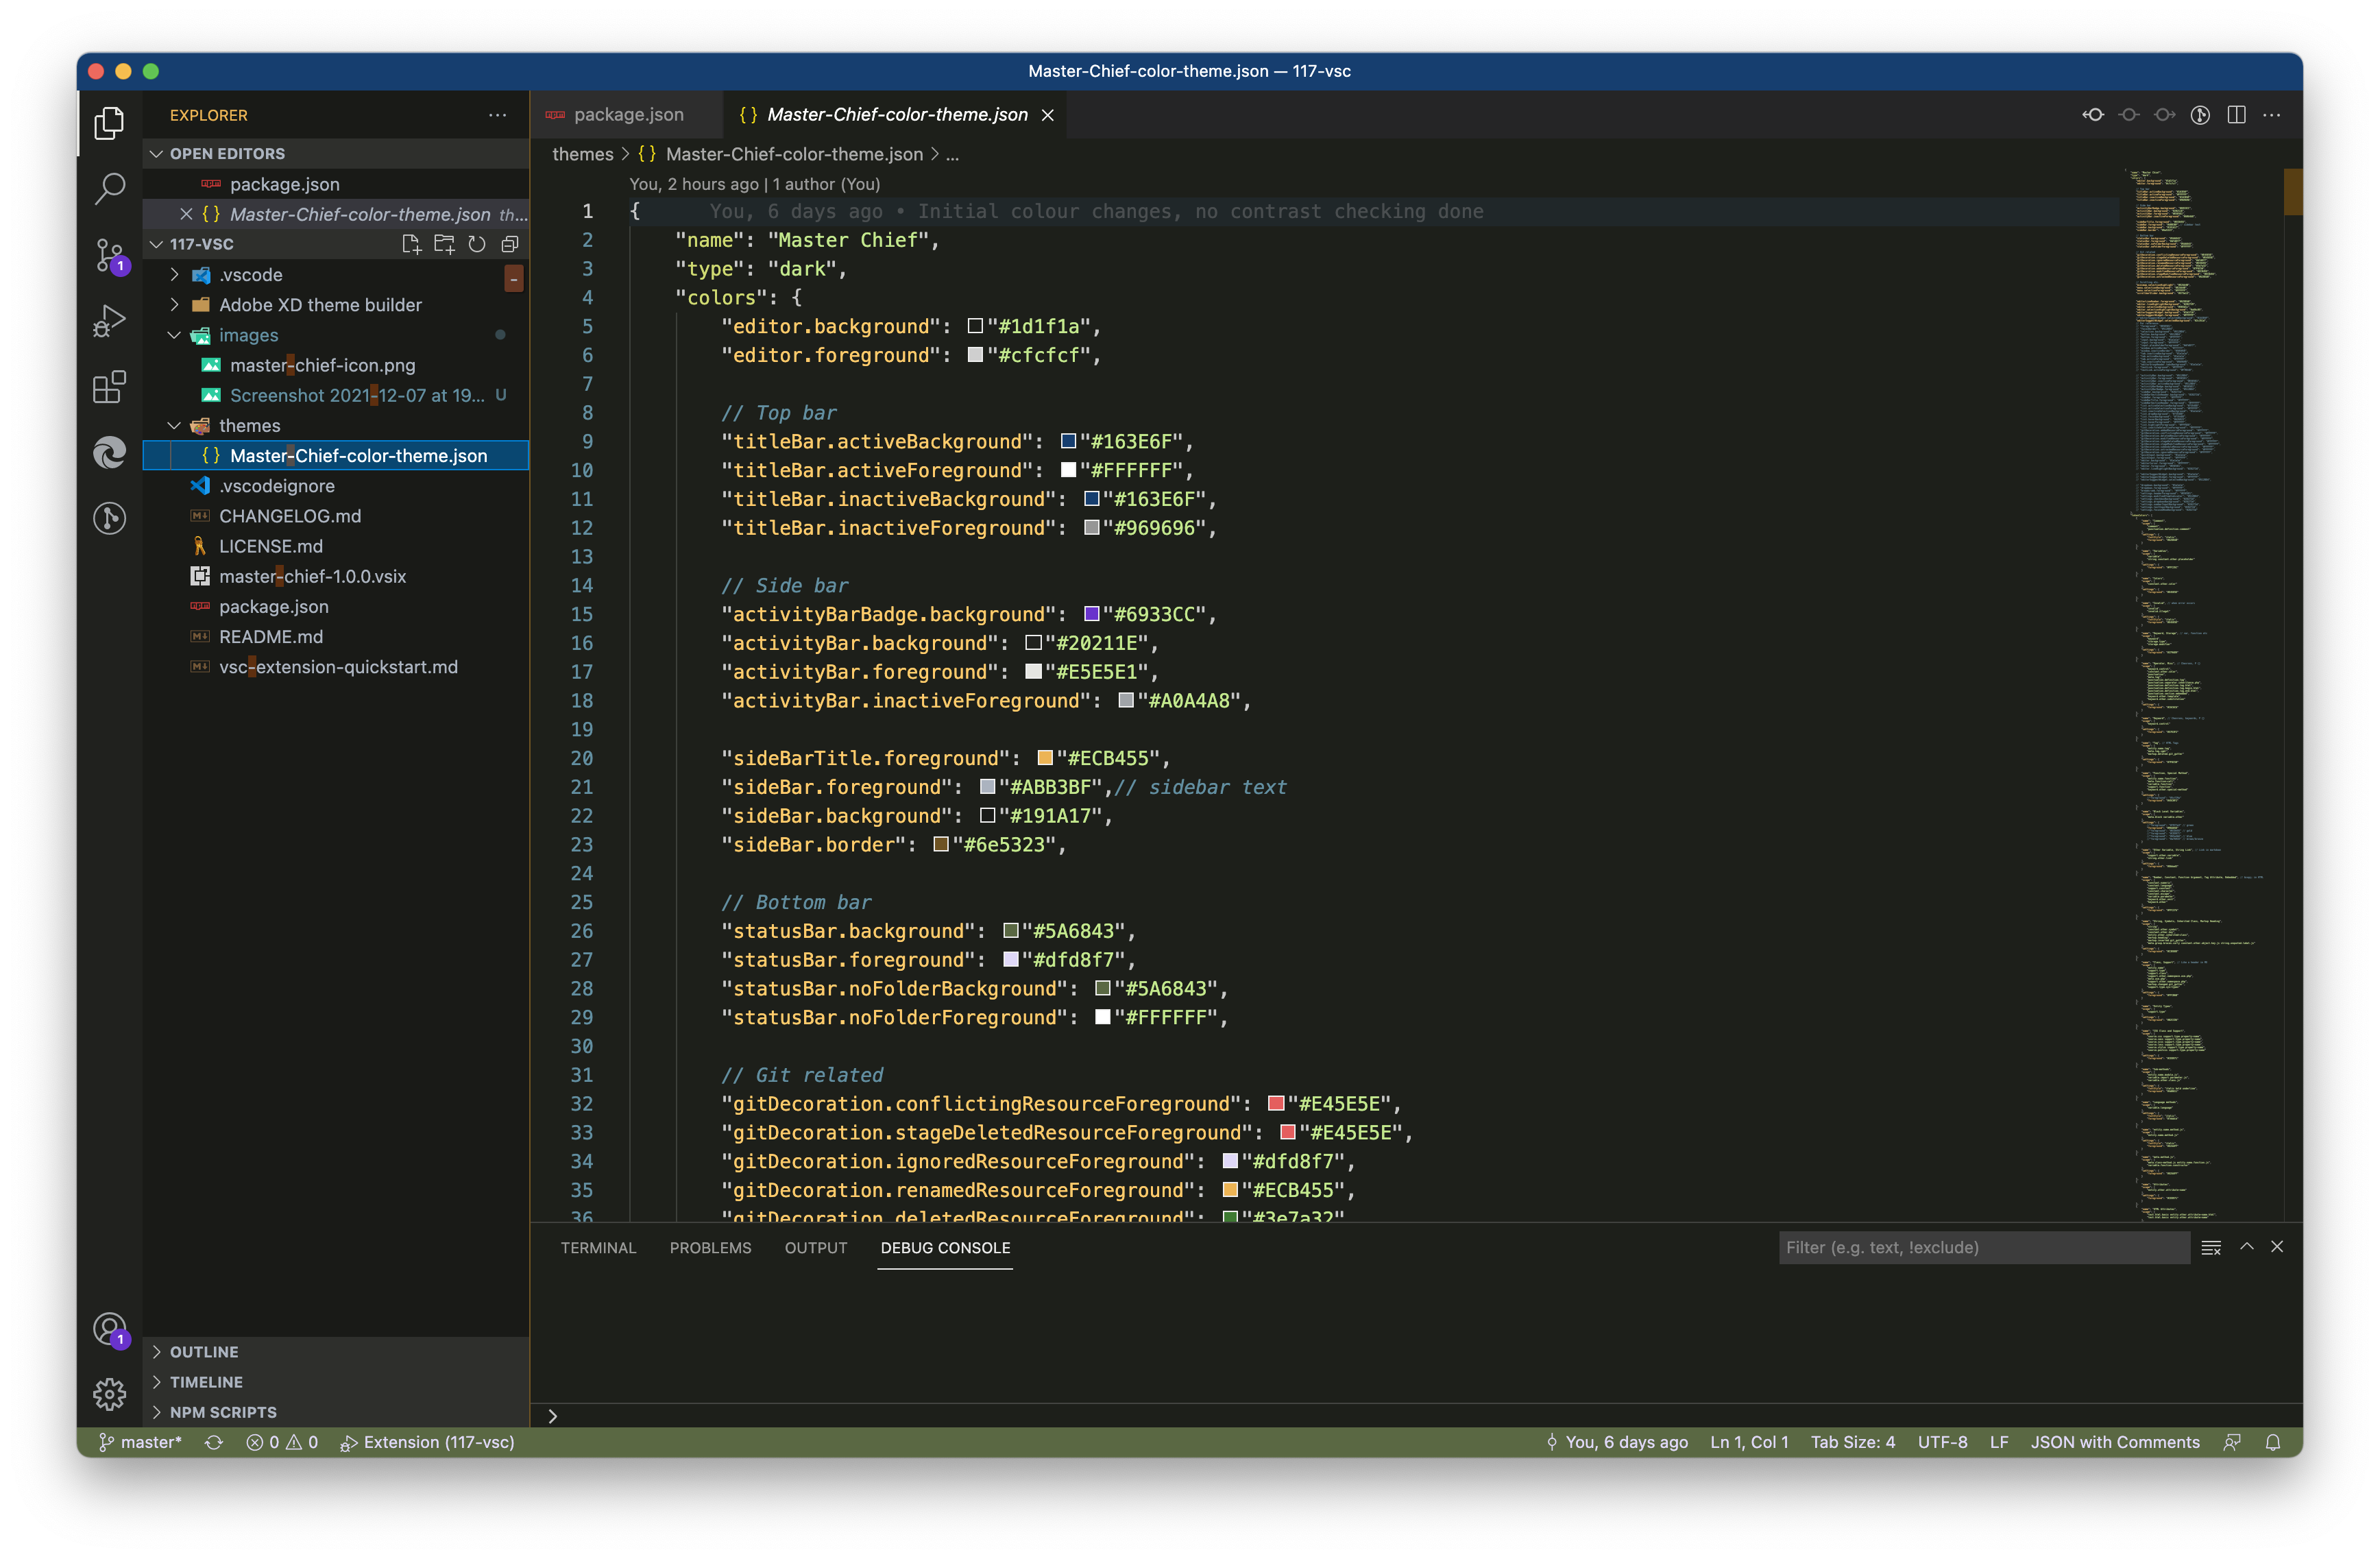 Master-Chief-color-theme.json — 117-vsc
EXPLORER
OPEN EDITORS
package.json
Master-Chief-color-theme.json th...
117-VSC
.vscode
Adobe XD theme builder
images
master-chief-icon.png
Screenshot 2021-12-07 at 19... U
themes
Master-Chief-color-theme.json
.vscodeignore
CHANGELOG.md
LICENSE.md
master-chief-1.0.0.vsix
package.json
README.md
vsc-extension-quickstart.md
OUTLINE
TIMELINE
NPM SCRIPTS
1
1
package.json
{ } Master-Chief-color-theme.json
themes > { } Master-Chief-color-theme.json > ...
You, 2 hours ago | 1 author (You)
1 { You, 6 days ago • Initial colour changes, no contrast checking done
2 "name": "Master Chief",
3 "type": "dark",
4 "colors": {
5 "editor.background": "#1d1f1a",
6 "editor.foreground": "#cfcfcf",
7
8 // Top bar
9 "titleBar.activeBackground": "#163E6F",
10 "titleBar.activeForeground": "#FFFFFF",
11 "titleBar.inactiveBackground": "#163E6F",
12 "titleBar.inactiveForeground": "#969696",
13
14 // Side bar
15 "activityBarBadge.background": "#6933CC",
16 "activityBar.background": "#20211E",
17 "activityBar.foreground": "#E5E5E1",
18 "activityBar.inactiveForeground": "#A0A4A8",
19
20 "sideBarTitle.foreground": "#ECB455",
21 "sideBar.foreground": "#ABB3BF",// sidebar text
22 "sideBar.background": "#191A17",
23 "sideBar.border": "#6e5323",
24
25 // Bottom bar
26 "statusBar.background": "#5A6843",
27 "statusBar.foreground": "#dfd8f7",
28 "statusBar.noFolderBackground": "#5A6843",
29 "statusBar.noFolderForeground": "#FFFFFF",
30
31 // Git related
32 "gitDecoration.conflictingResourceForeground": "#E45E5E",
33 "gitDecoration.stageDeletedResourceForeground": "#E45E5E",
34 "gitDecoration.ignoredResourceForeground": "#dfd8f7",
35 "gitDecoration.renamedResourceForeground": "#ECB455",
36 "gitDecoration.deletedResourceForeground": "#3e7a32"
TERMINAL PROBLEMS OUTPUT DEBUG CONSOLE
Filter (e.g. text, !exclude)
master* 0 0 Extension (117-vsc)
You, 6 days ago Ln 1, Col 1 Tab Size: 4 UTF-8 LF JSON with Comments